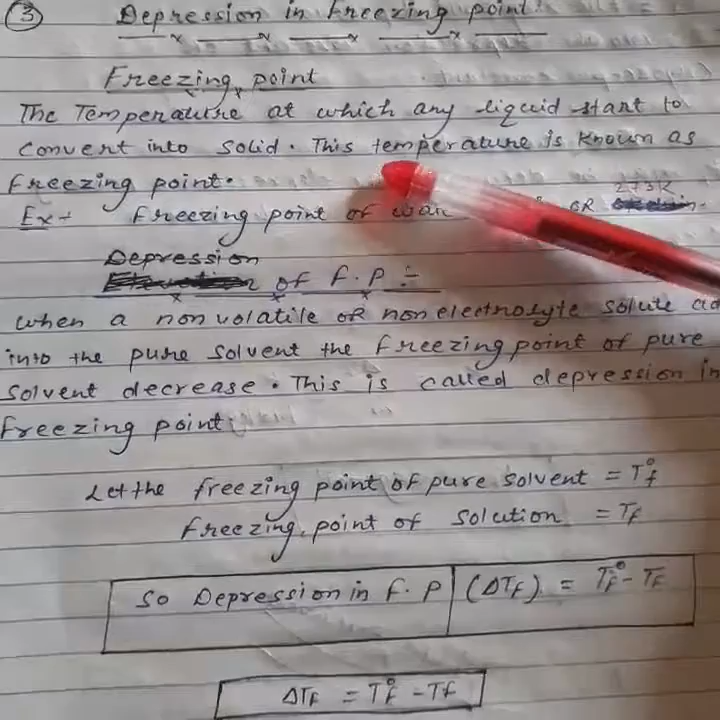 ③ Depression in freezing point
Freezing point
The Temperature at which any liquid start to
convert into solid. This temperature is known as
freezing point.
273K
Ex→ Freezing point of OR
Depression
of f.p ÷
when a non volatile OR non electrolyte solute
into the pure solvent the freezing point of pure
solvent decrease. This is called depression in
freezing point
Let the freezing point of pure solvent = T°f
freezing point of solution = Tf
So Depression in f.p (ΔTf) = T°f - Tf
ΔTf = T°f - Tf